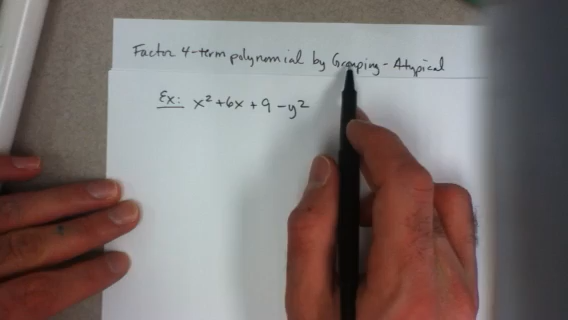 Factor 4-term polynomial by Grouping - Atypical
Ex: x² + 6x + 9 - y²